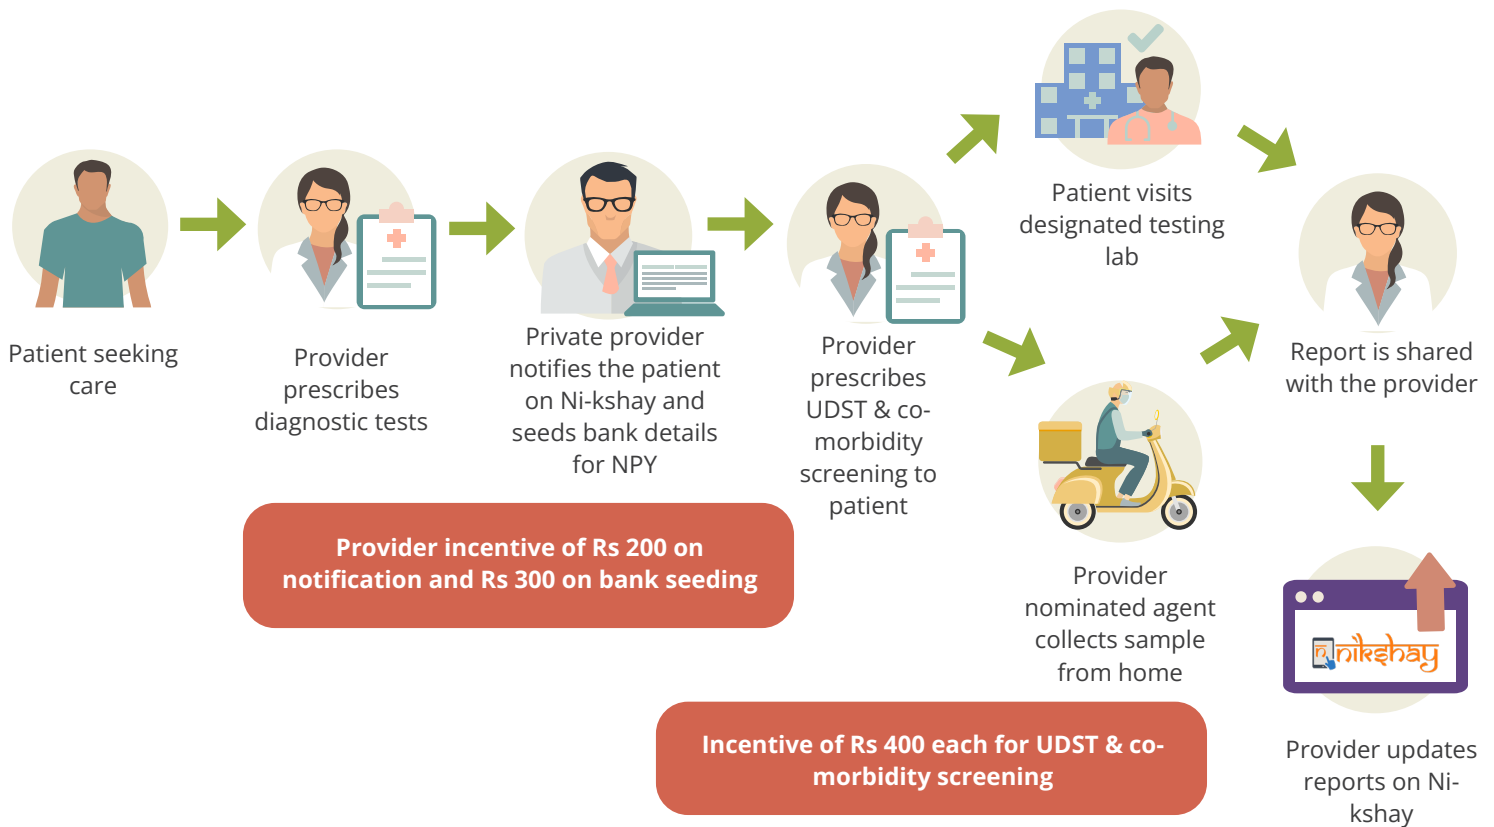 Patient seeking
care
Provider
prescribes
diagnostic tests
Private provider
notifies the patient
on Ni-kshay and
seeds bank details
for NPY
Provider incentive of Rs 200 on
notification and Rs 300 on bank seeding
Provider
prescribes
UDST & co-
morbidity
screening to
patient
Patient visits
designated testing
lab
Provider
nominated agent
collects sample
from home
Incentive of Rs 400 each for UDST & co-
morbidity screening
Report is shared
with the provider
n nikshay
Provider updates
reports on Ni-
kshay